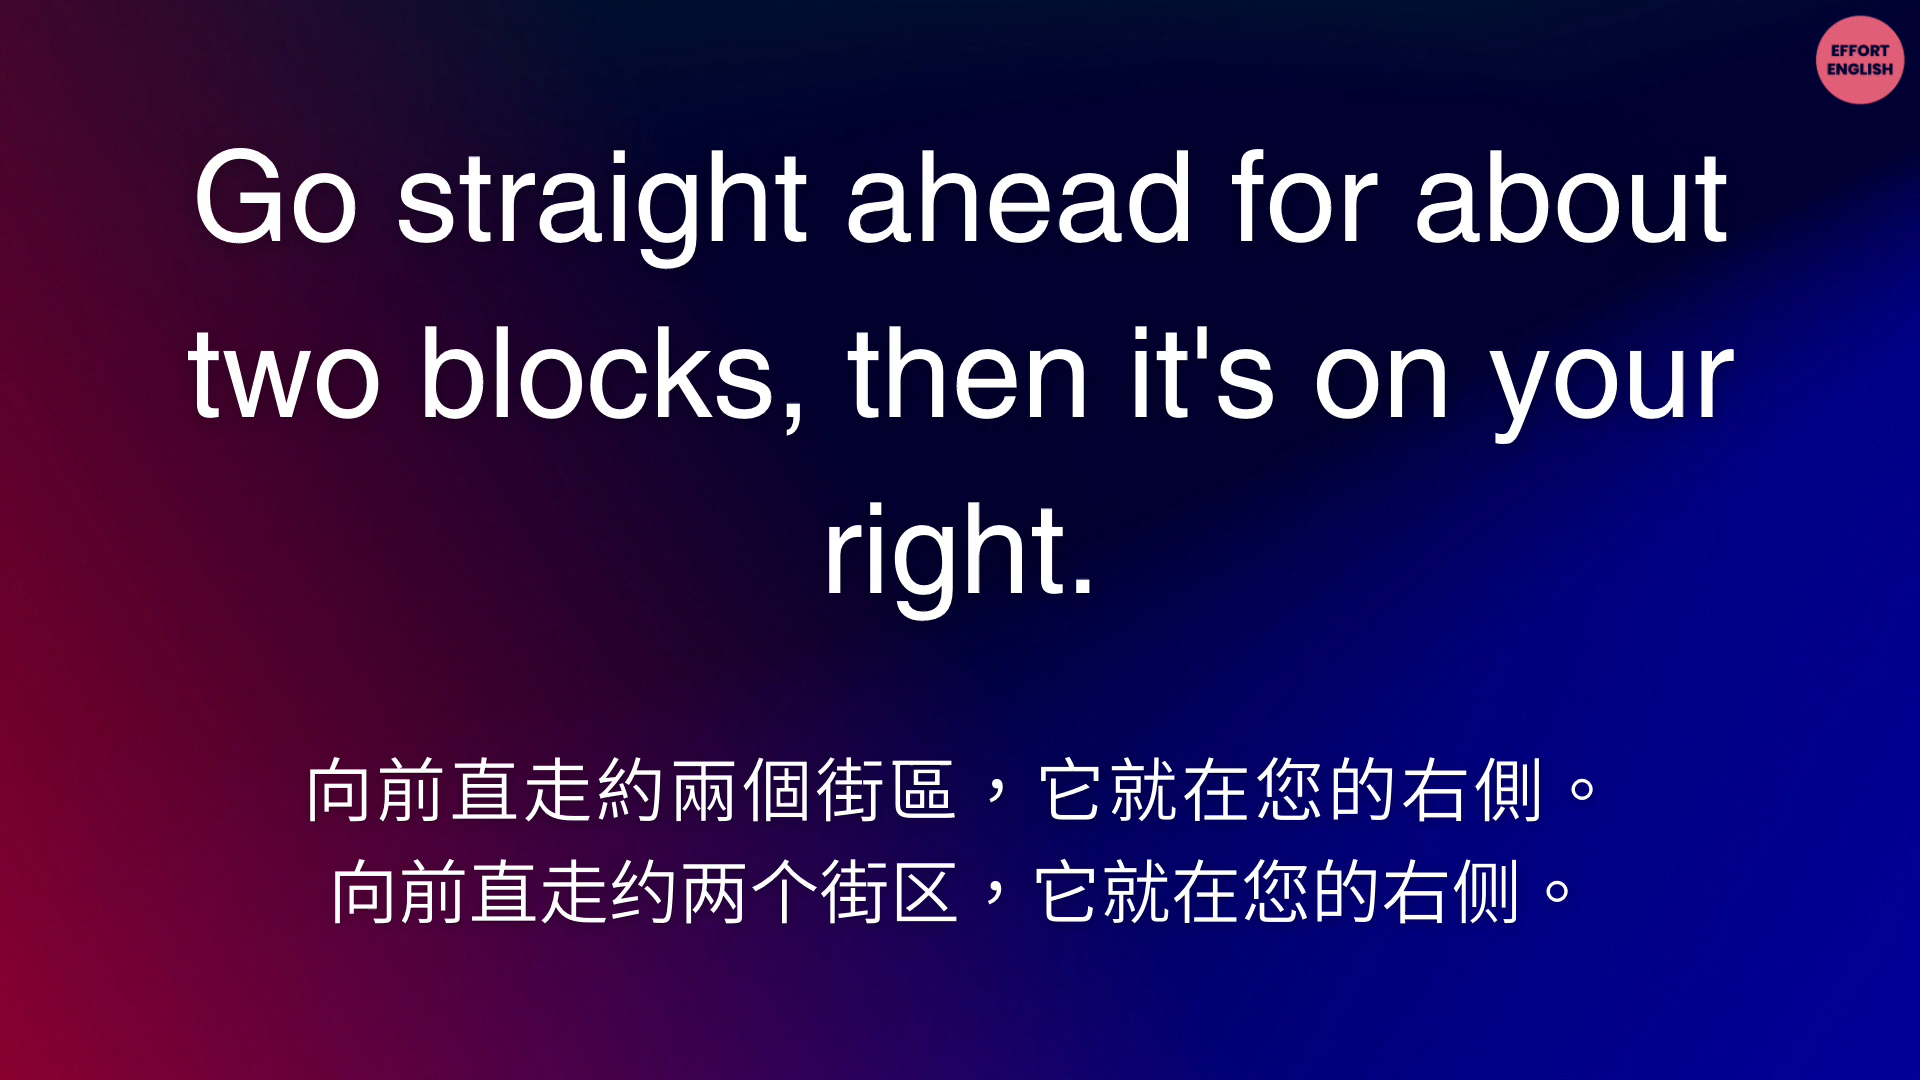 EFFORT
ENGLISH
Go straight ahead for about
two blocks, then it's on your
right.
向前直走約兩個街區，它就在您的右側。
向前直走约两个街区，它就在您的右侧。